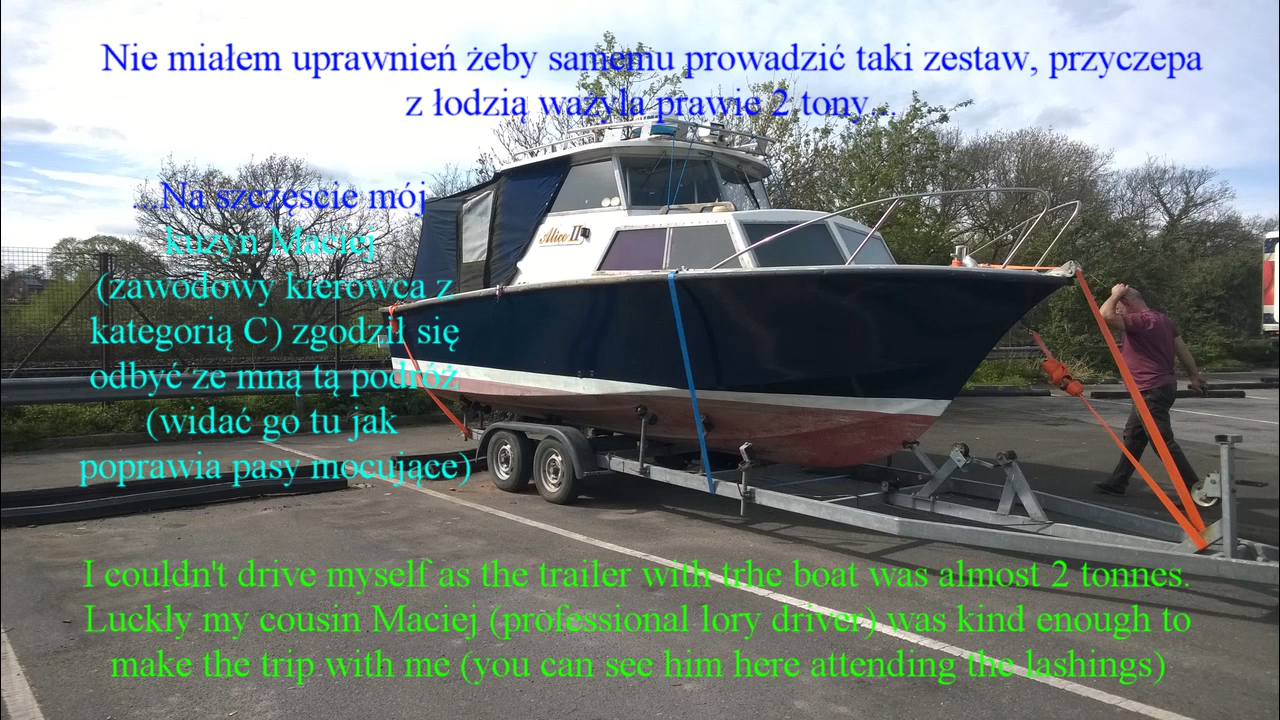 Nie miałem uprawnień żeby samemu prowadzić taki zestaw, przyczepa
z łodzią ważyla prawie 2 tony...
...Na szczęscie mój
kuzyn Maciej
(zawodowy kierowca z
kategorią C) zgodził się
odbyć ze mną tą podróż
(widać go tu jak
poprawia pasy mocujące)
Alice II
I couldn't drive myself as the trailer with trhe boat was almost 2 tonnes.
Luckly my cousin Maciej (professional lory driver) was kind enough to
make the trip with me (you can see him here attending the lashings)